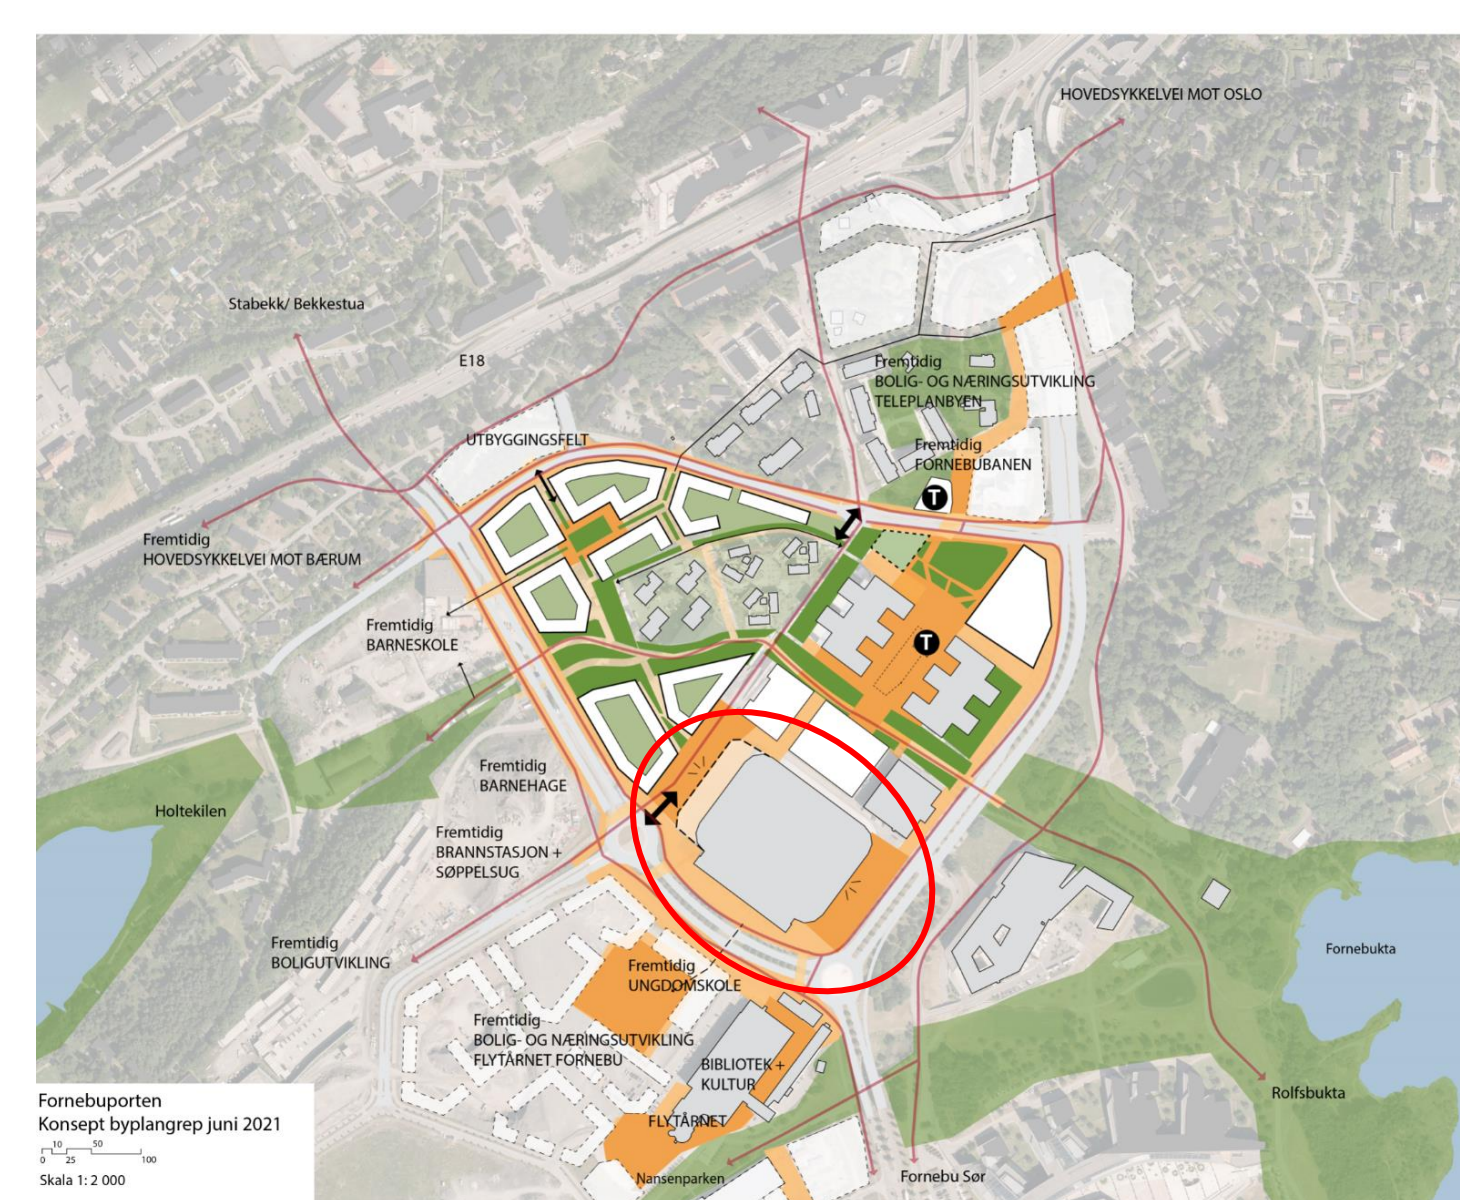 HOVEDSYKKELVEI MOT OSLO
Stabekk/ Bekkestua
E18
Fremtidig
BOLIG- OG NÆRINGSUTVIKLING
TELEPLANBYEN
UTBYGGINGSFELT
Fremtidig
FORNEBUBANEN
T
Fremtidig
HOVEDSYKKELVEI MOT BÆRUM
Fremtidig
BARNESKOLE
T
Fremtidig
BARNEHAGE
Holtekilen
Fremtidig
BRANNSTASJON +
SØPPELSUG
Fremtidig
BOLIGUTVIKLING
Fornebukta
Fremtidig
UNGDOMSKOLE
Fremtidig
BOLIG- OG NÆRINGSUTVIKLING
FLYTÅRNET FORNEBU
BIBLIOTEK +
KULTUR
FLYTÅRNET
Rolfsbukta
Nansenparken
Fornebu Sør
Fornebuporten
Konsept byplangrep juni 2021
10 50
0 25 100
Skala 1: 2 000